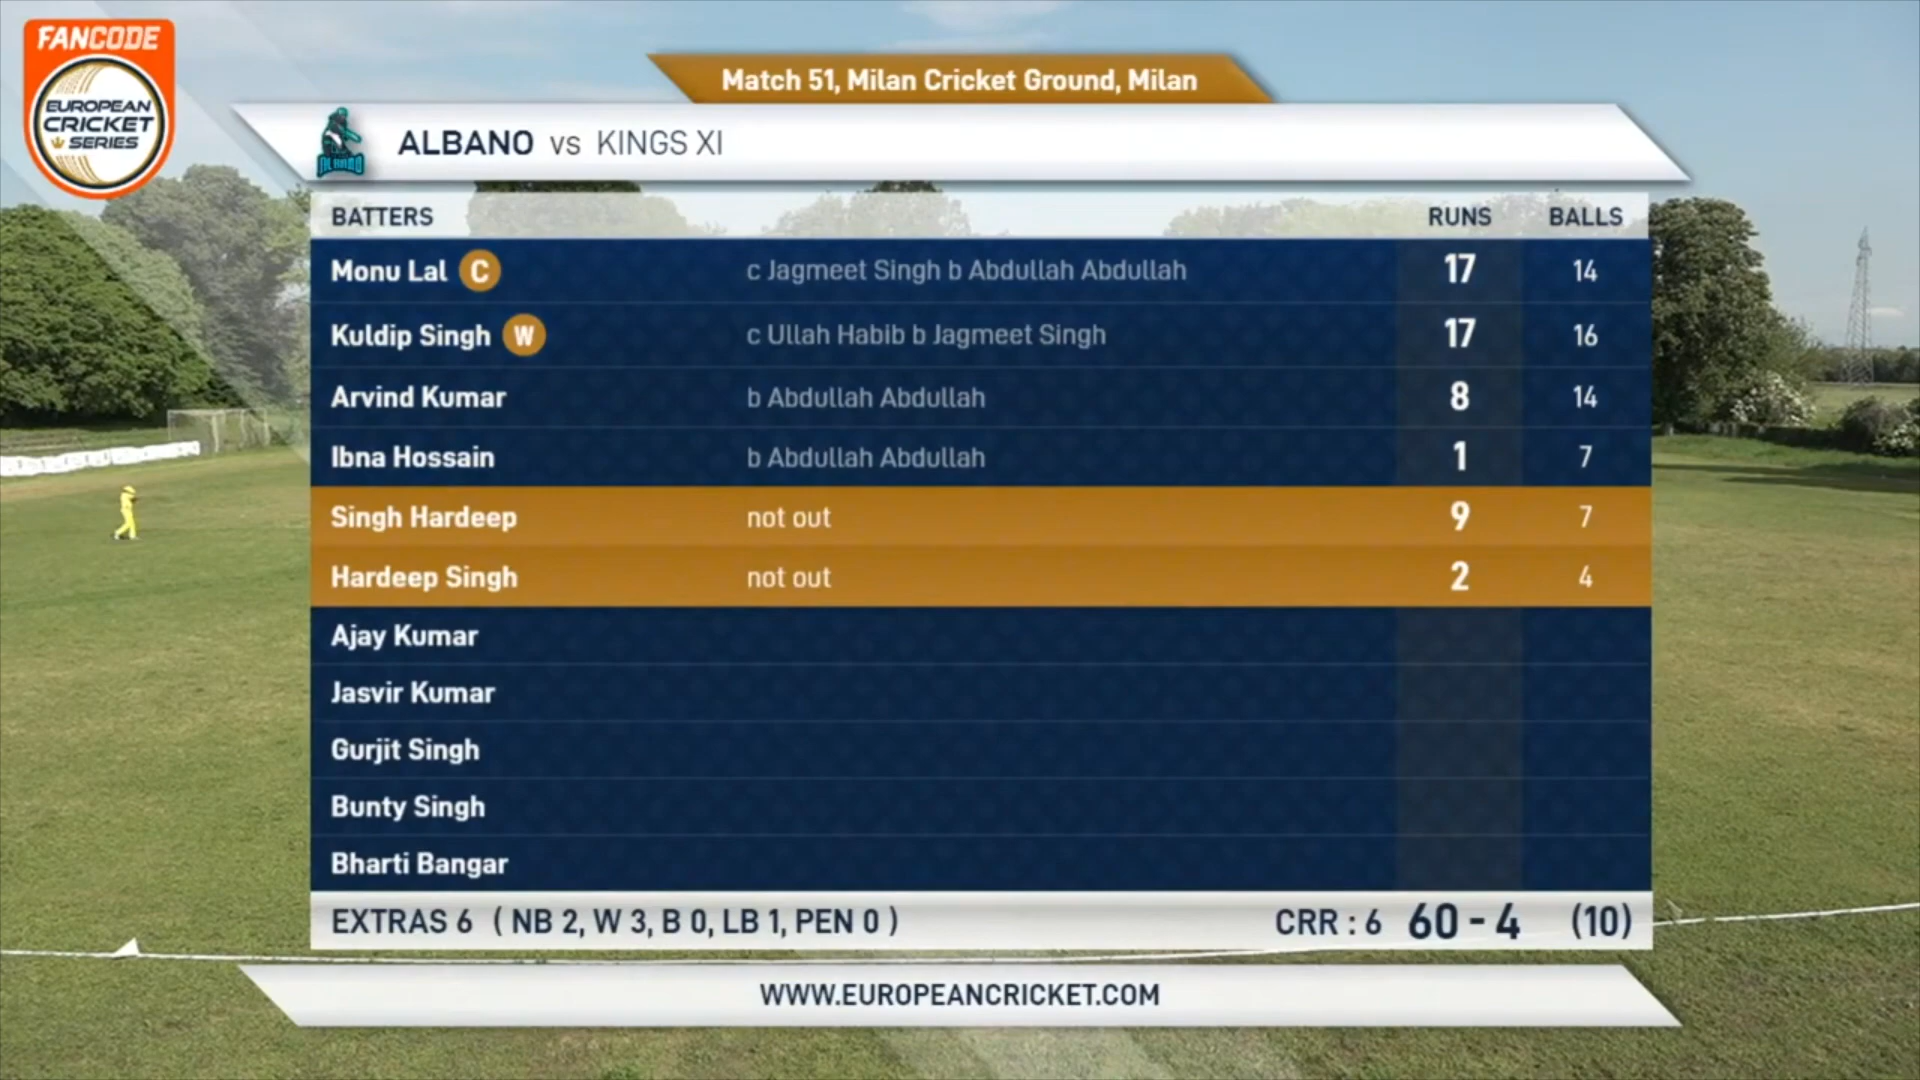 FANCODE
EUROPEAN
CRICKET
SERIES
Match 51, Milan Cricket Ground, Milan
ALBANO
ALBANO vs KINGS XI
BATTERS RUNS BALLS
Monu Lal C c Jagmeet Singh b Abdullah Abdullah 17 14
Kuldip Singh W c Ullah Habib b Jagmeet Singh 17 16
Arvind Kumar b Abdullah Abdullah 8 14
Ibna Hossain b Abdullah Abdullah 1 7
Singh Hardeep not out 9 7
Hardeep Singh not out 2 4
Ajay Kumar
Jasvir Kumar
Gurjit Singh
Bunty Singh
Bharti Bangar
EXTRAS 6 ( NB 2, W 3, B 0, LB 1, PEN 0 ) CRR : 6 60 - 4 (10)
WWW.EUROPEANCRICKET.COM